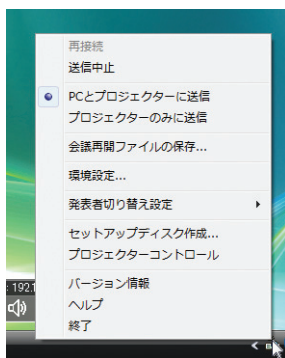 再接続
送信中止
PCとプロジェクターに送信
プロジェクターのみに送信
会議再開ファイルの保存...
環境設定...
発表者切り替え設定
セットアップディスク作成...
プロジェクターコントロール
: 192.1
バージョン情報
ヘルプ
終了